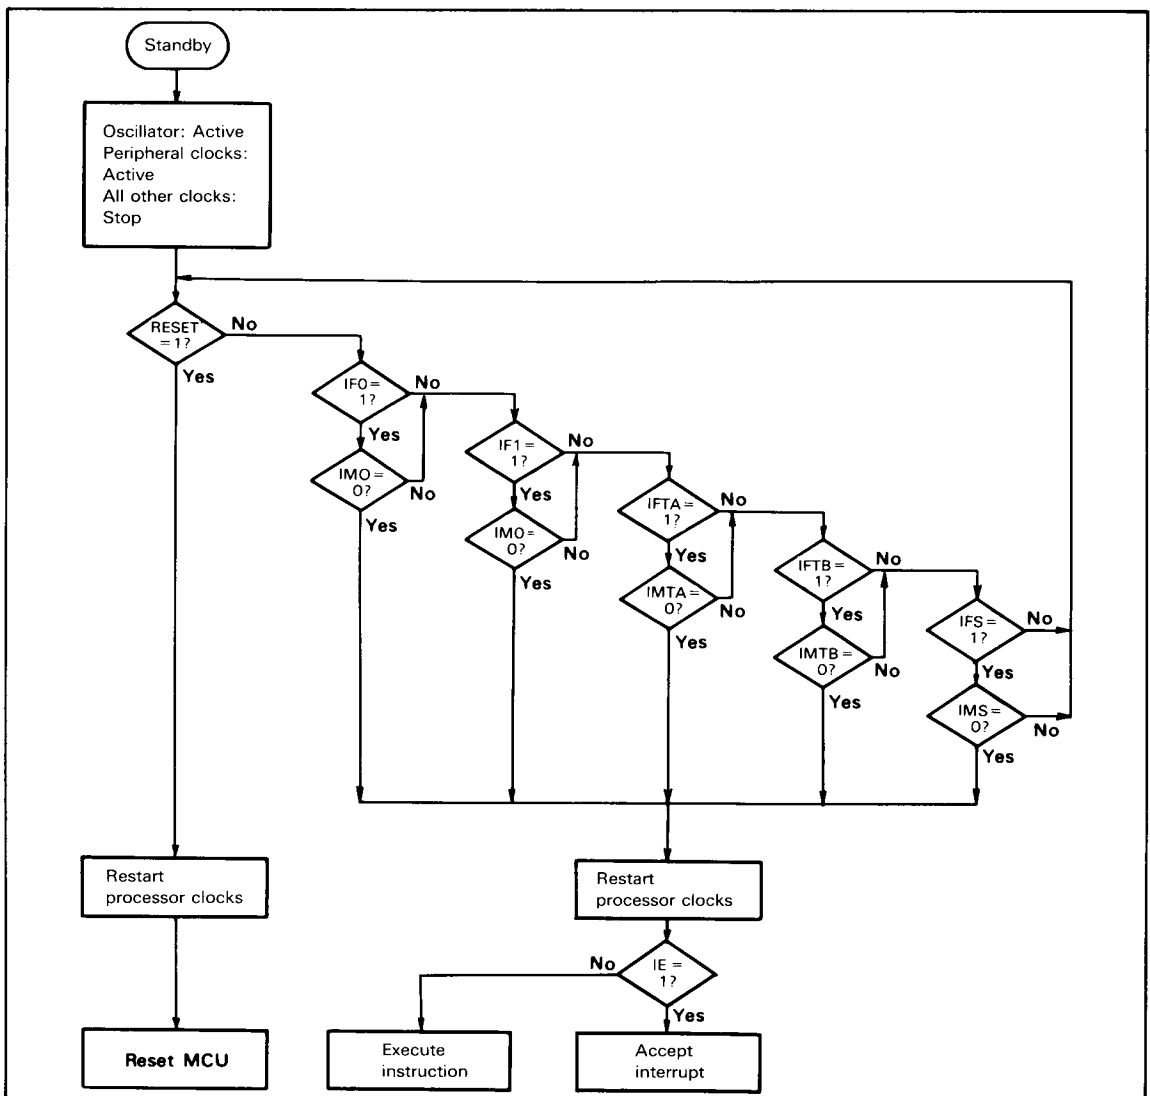 Standby
Oscillator: Active
Peripheral clocks:
Active
All other clocks:
Stop
RESET
= 1?
No
Yes
IF0 =
1?
No
Yes
IM0 =
0?
No
Yes
IF1 =
1?
No
Yes
IM0 =
0?
No
Yes
IFTA =
1?
No
Yes
IMTA =
0?
No
Yes
IFTB =
1?
No
Yes
IMTB =
0?
No
Yes
IFS =
1?
No
Yes
IMS =
0?
No
Yes
Restart
processor clocks
Restart
processor clocks
IE =
1?
No
Yes
Reset MCU
Execute
instruction
Accept
interrupt